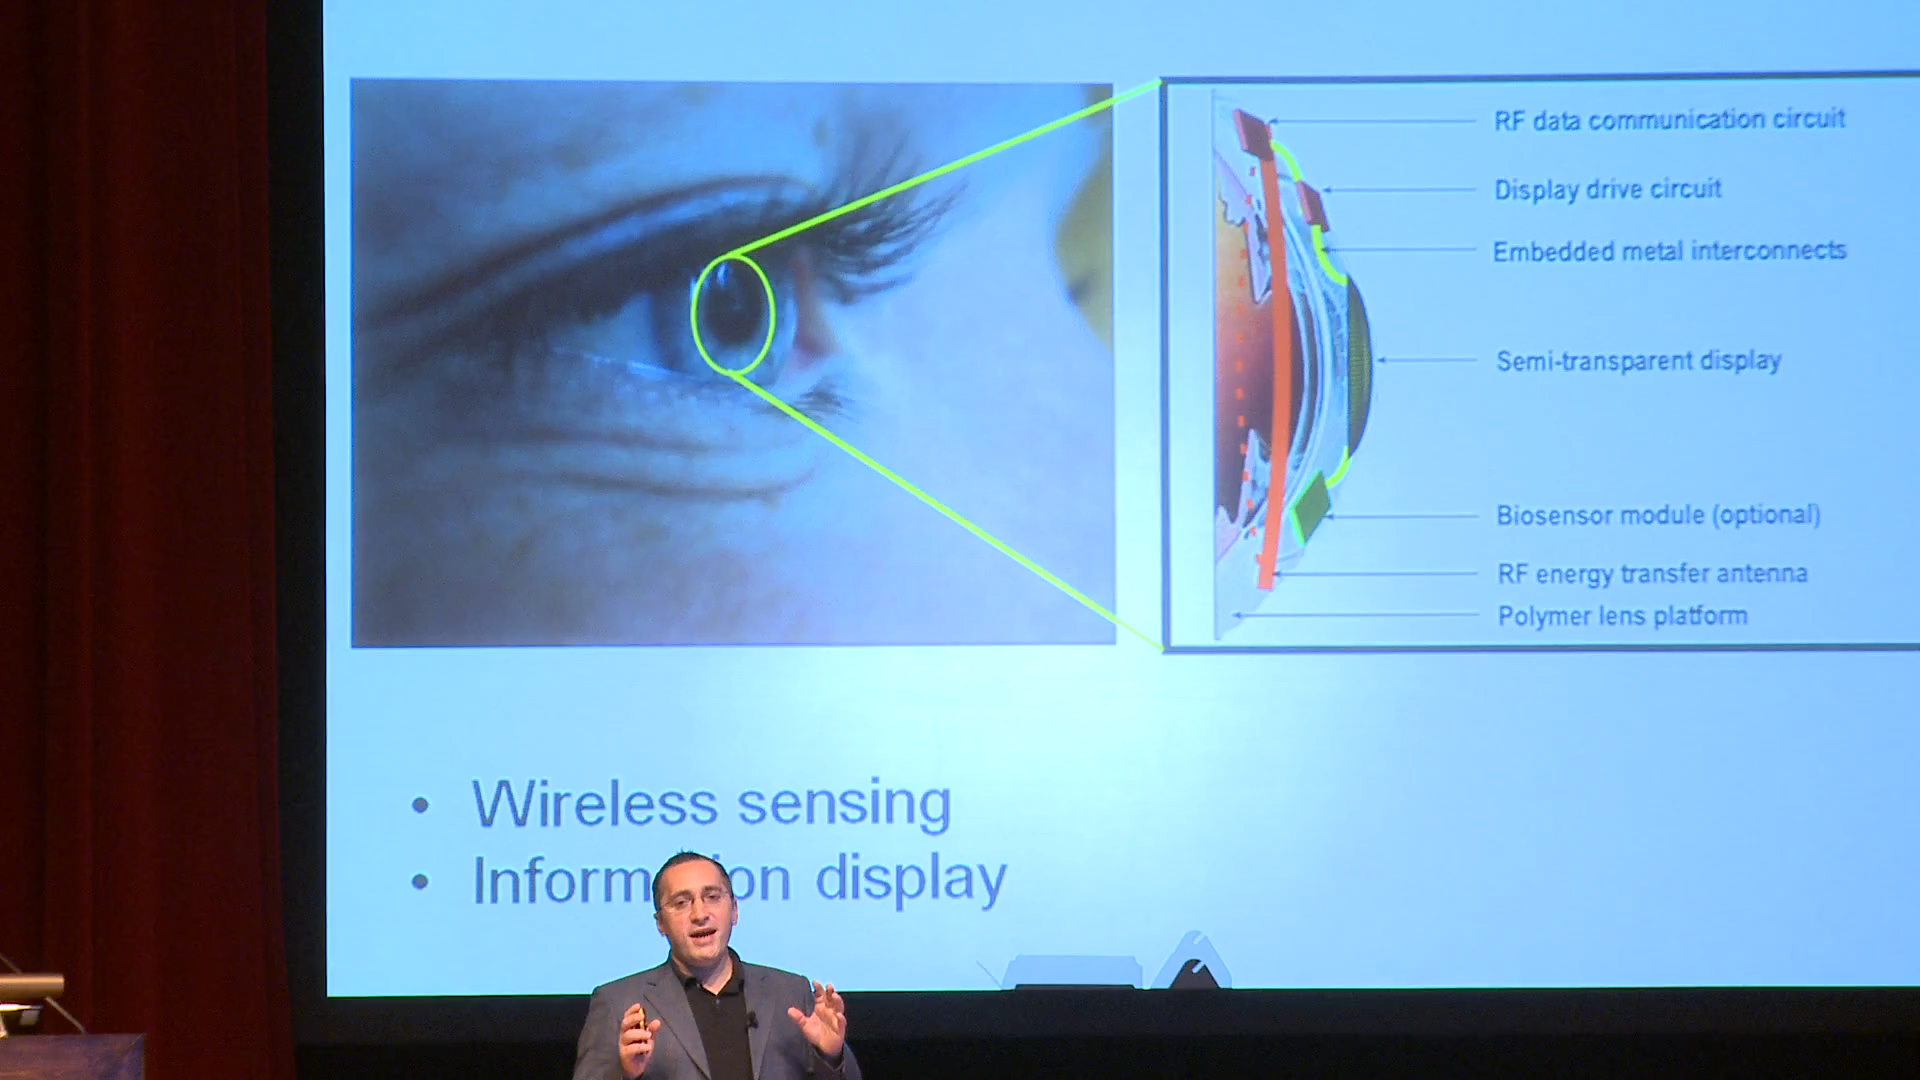 RF data communication circuit
Display drive circuit
Embedded metal interconnects
Semi-transparent display
Biosensor module (optional)
RF energy transfer antenna
Polymer lens platform
• Wireless sensing
• Inform on display